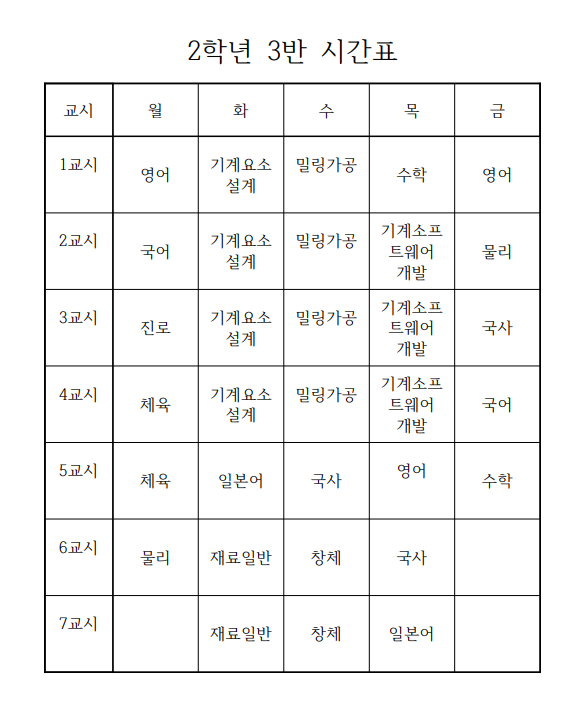 2학년 3반 시간표
교시 월 화 수 목 금
1교시 영어 기계요소 밀링가공 수학 영어
설계
2교시 국어 기계요소 밀링가공 기계소프 물리
설계 트웨어
개발
3교시 진로 기계요소 밀링가공 기계소프 국사
설계 트웨어
개발
4교시 체육 기계요소 밀링가공 기계소프 국어
설계 트웨어
개발
5교시 체육 일본어 국사 영어 수학
6교시 물리 재료일반 창체 국사
7교시 재료일반 창체 일본어